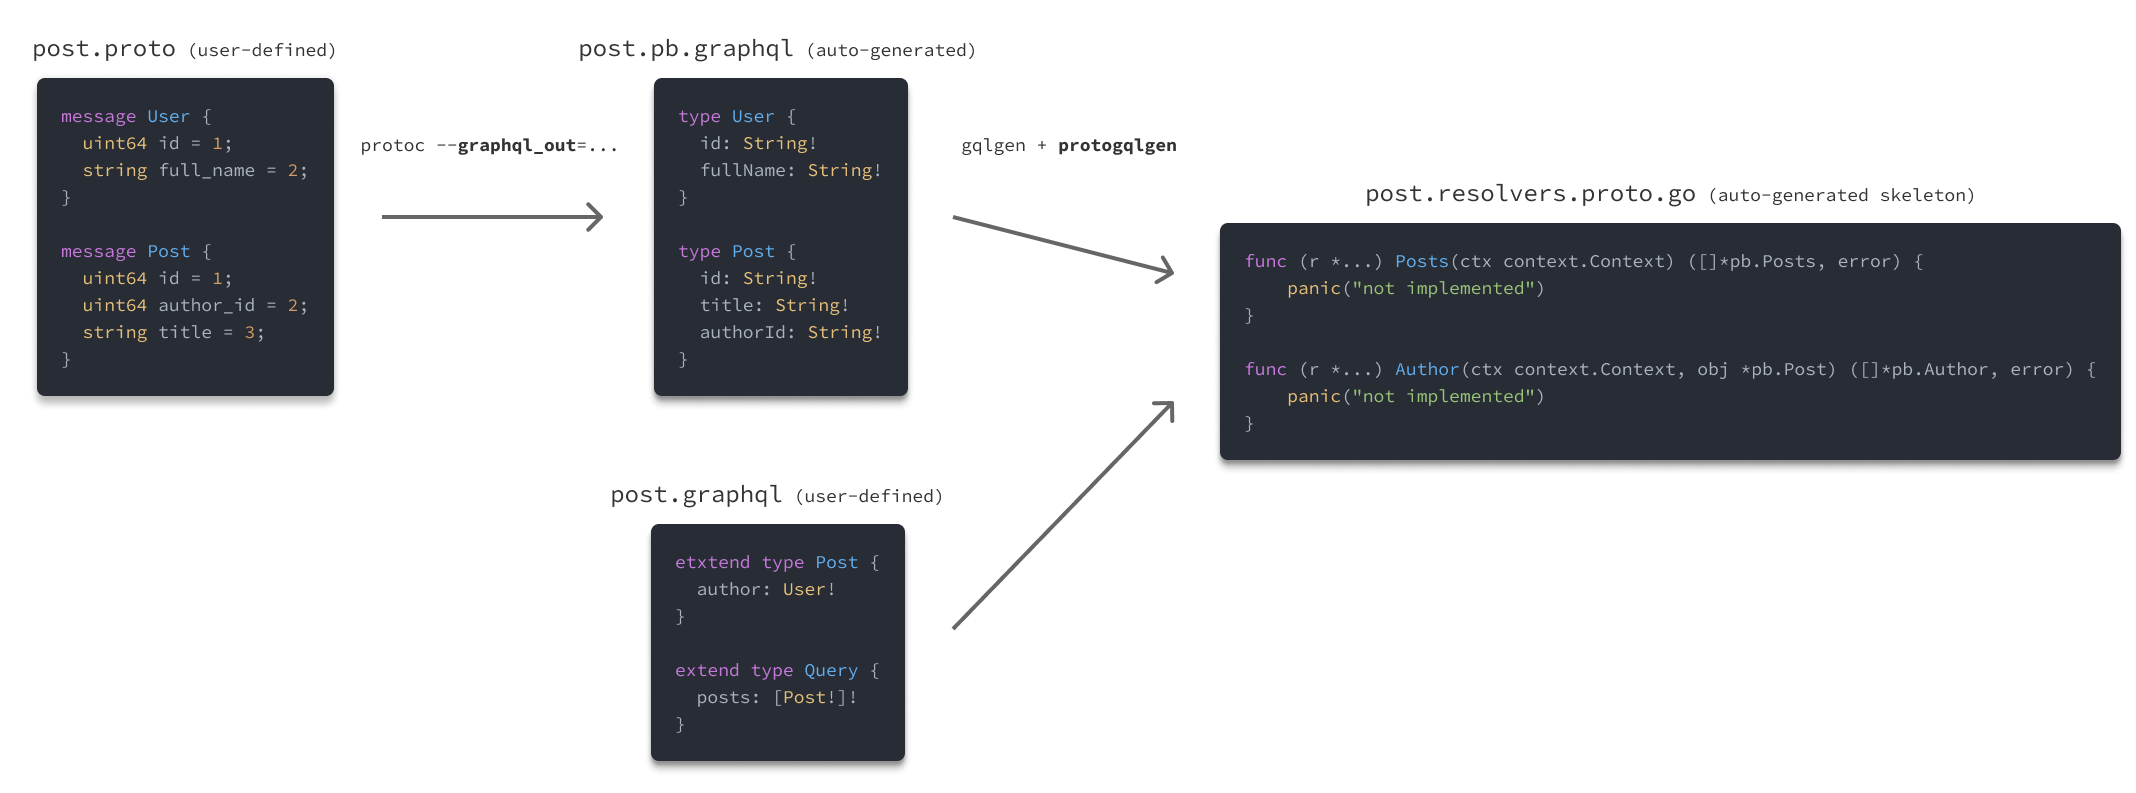 post.proto (user-defined)
message User {
  uint64 id = 1;
  string full_name = 2;
}
message Post {
  uint64 id = 1;
  uint64 author_id = 2;
  string title = 3;
}
protoc --graphql_out=...
post.pb.graphql (auto-generated)
type User {
  id: String!
  fullName: String!
}
type Post {
  id: String!
  title: String!
  authorId: String!
}
gqlgen + protogqlgen
post.graphql (user-defined)
etxtend type Post {
  author: User!
}
extend type Query {
  posts: [Post!]!
}
post.resolvers.proto.go (auto-generated skeleton)
func (r *...) Posts(ctx context.Context) ([]*pb.Posts, error) {
    panic("not implemented")
}
func (r *...) Author(ctx context.Context, obj *pb.Post) ([]*pb.Author, error) {
    panic("not implemented")
}